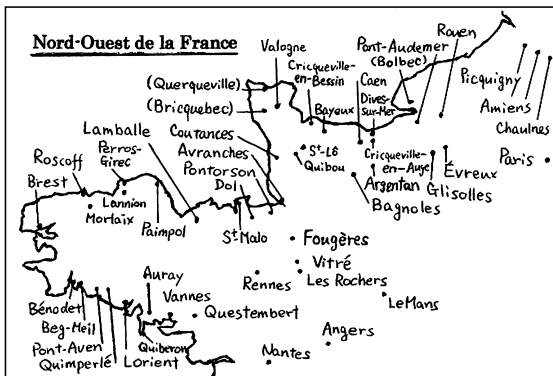 Nord-Ouest de la France
Valogne
Pont-Audemer
(Bolbec)
Rouen
Cricqueville-
en-Bessin
Caen
(Querqueville)
Picquigny
(Bricquebec)
Bayeux
Dives-
sur-Mer
Amiens
Lamballe
Coutances
St-Lô
Chaulnes
Avranches
Quibou
Cricqueville-
en-Auge
Paris
Roscoff
Perros-
Girec
Pontorson
Argentan
Évreux
Brest
Lannion
Dol
Glisolles
Morlaix
Bagnoles
Paimpol
St-Malo
Fougères
Vitré
Auray
Rennes
Les Rochers
Vannes
Le Mans
Bénodet
Questembert
Beg-Meil
Angers
Pont-Aven
Quiberon
Quimperlé
Lorient
Nantes